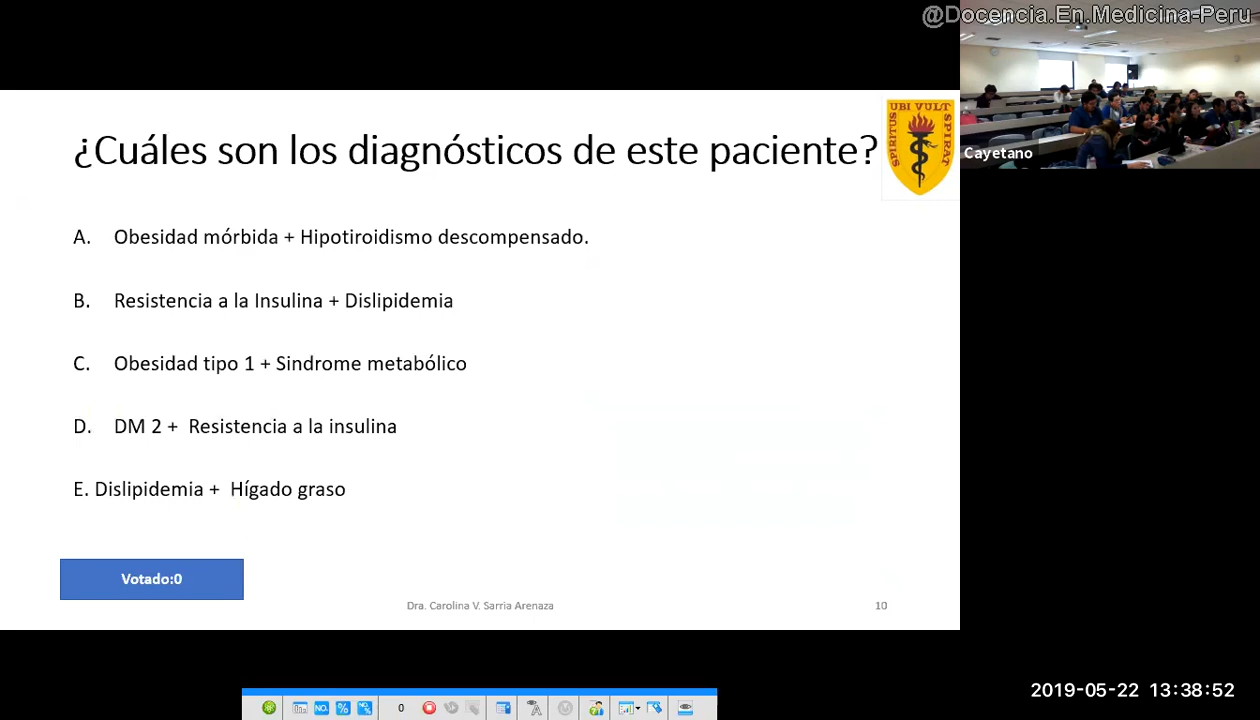 @Docencia.En.Medicina-Peru
¿Cuáles son los diagnósticos de este paciente?
SPIRITUS UBI VULT SPIRAT
Cayetano
A. Obesidad mórbida + Hipotiroidismo descompensado.
B. Resistencia a la Insulina + Dislipidemia
C. Obesidad tipo 1 + Sindrome metabólico
D. DM 2 + Resistencia a la insulina
E. Dislipidemia + Hígado graso
Votado:0
Dra. Carolina V. Sarria Arenaza
10
2019-05-22 13:38:52
NO. % NO.% 0